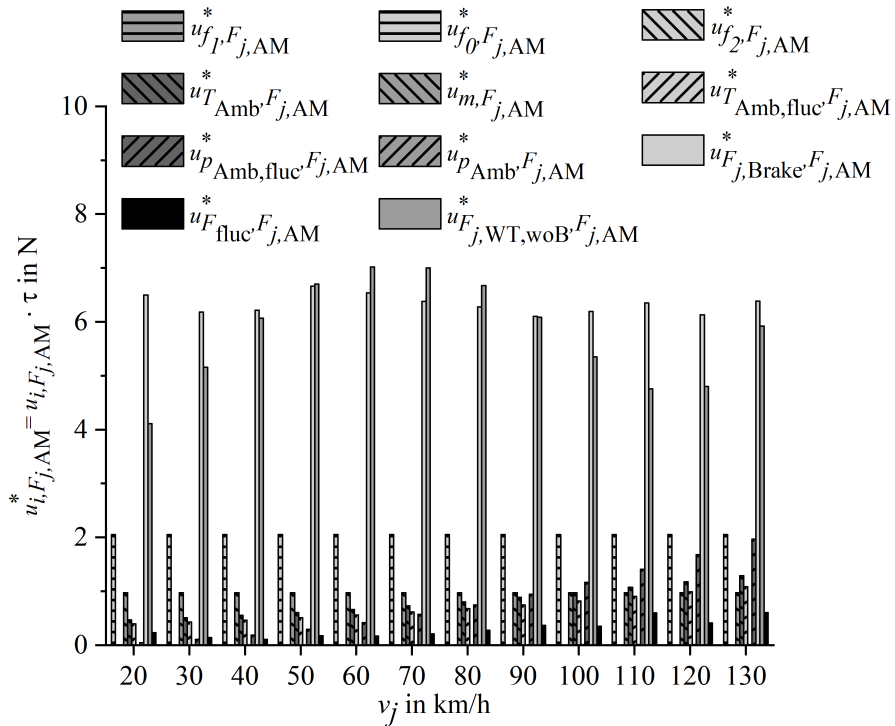 u*f1,Fj,AM u*f0,Fj,AM u*f2,Fj,AM
u*TAmb,Fj,AM u*m,Fj,AM u*TAmb,fluc,Fj,AM
u*pAmb,fluc,Fj,AM u*pAmb,Fj,AM u*Fj,Brake,Fj,AM
u*Ffluc,Fj,AM u*Fj,WT,woB,Fj,AM
u*i,Fj,AM = ui,Fj,AM · τ in N
10
8
6
4
2
0
20 30 40 50 60 70 80 90 100 110 120 130
vj in km/h